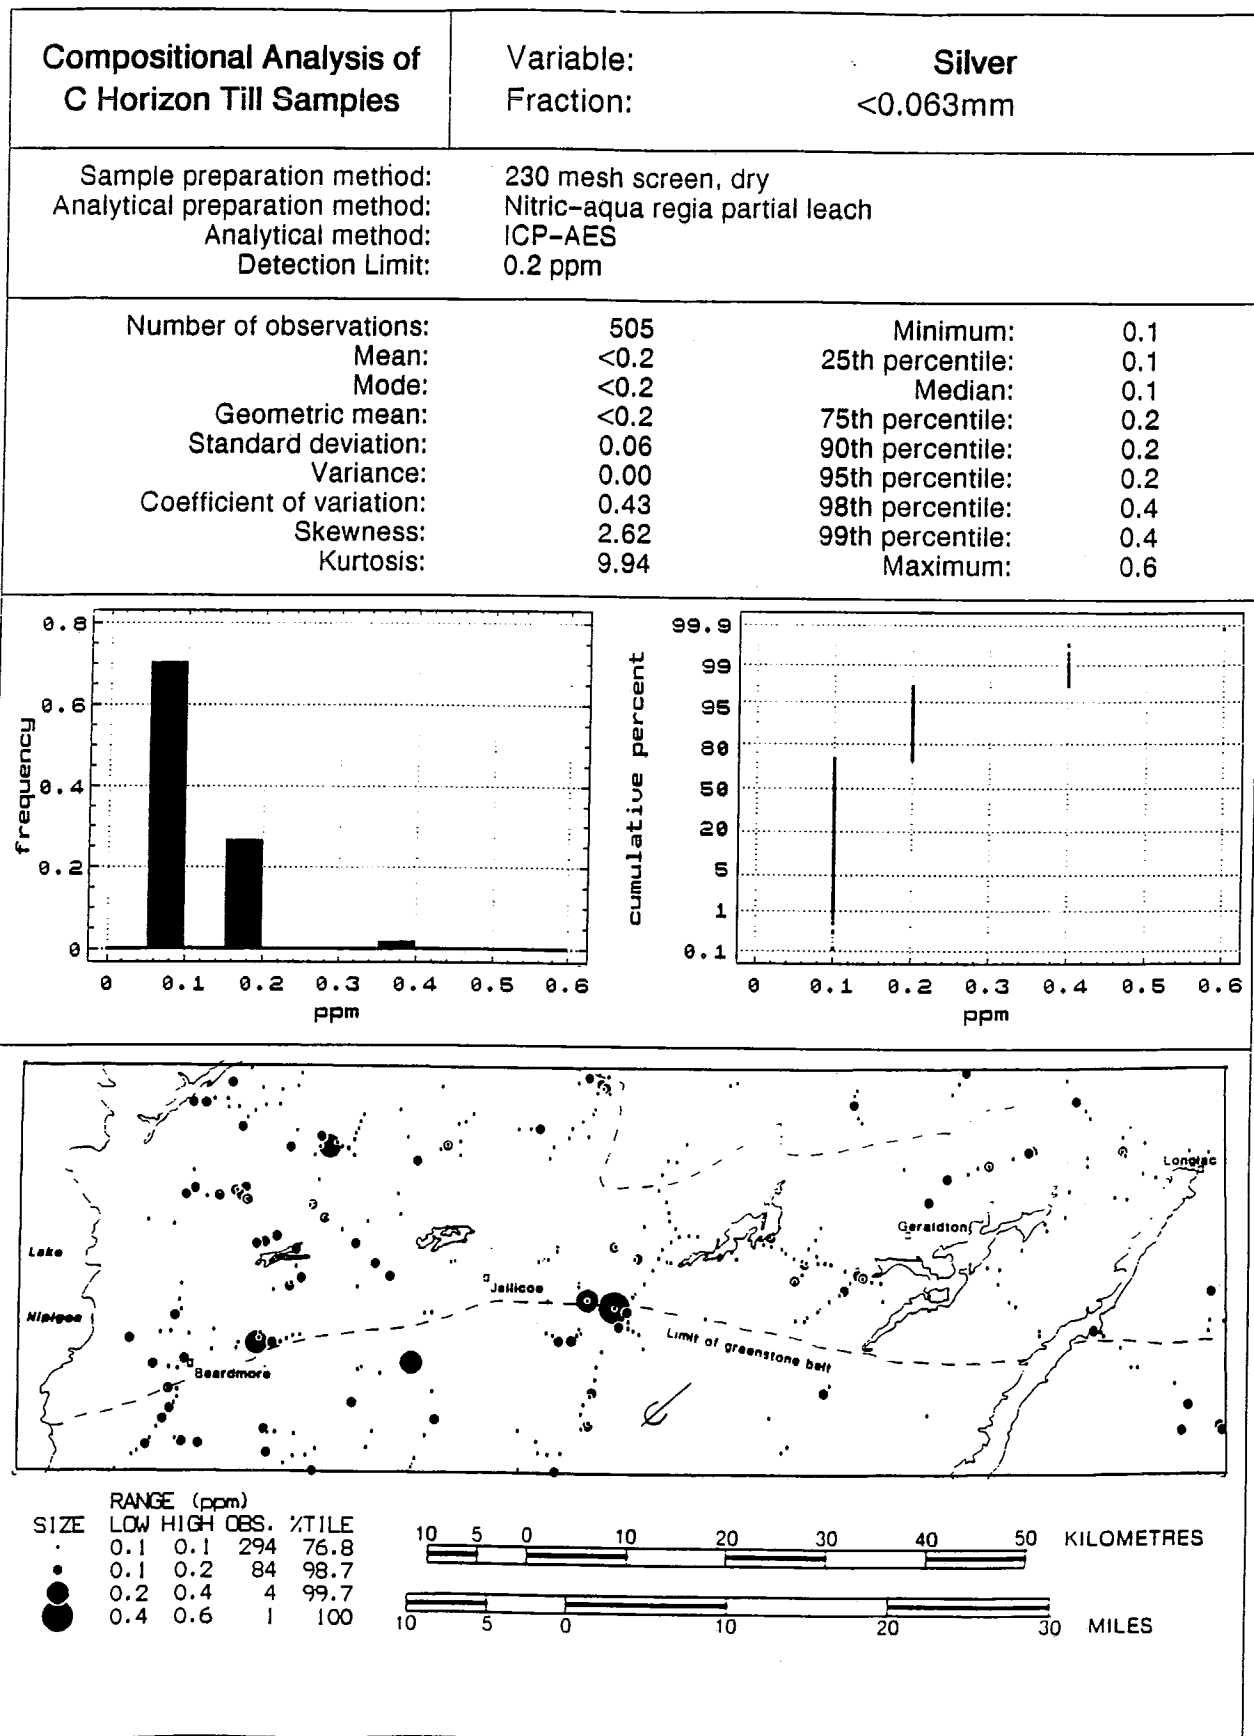 Compositional Analysis of
C Horizon Till Samples
Variable: Silver
Fraction: <0.063mm
Sample preparation method: 230 mesh screen, dry
Analytical preparation method: Nitric-aqua regia partial leach
Analytical method: ICP-AES
Detection Limit: 0.2 ppm
Number of observations: 505 Minimum: 0.1
Mean: <0.2 25th percentile: 0.1
Mode: <0.2 Median: 0.1
Geometric mean: <0.2 75th percentile: 0.2
Standard deviation: 0.06 90th percentile: 0.2
Variance: 0.00 95th percentile: 0.2
Coefficient of variation: 0.43 98th percentile: 0.4
Skewness: 2.62 99th percentile: 0.4
Kurtosis: 9.94 Maximum: 0.6
0.8
0.6
0.4
0.2
0
frequency
0 0.1 0.2 0.3 0.4 0.5 0.6
ppm
99.9
99
95
80
50
20
5
1
0.1
cumulative percent
0 0.1 0.2 0.3 0.4 0.5 0.6
ppm
Longlac
Geraldton
Lake
Nipigon
Jellicoe
Limit of greenstone belt
Beardmore
RANGE (ppm)
SIZE LOW HIGH OBS. %TILE
0.1 0.1 294 76.8
0.1 0.2 84 98.7
0.2 0.4 4 99.7
0.4 0.6 1 100
10 5 0 10 20 30 40 50 KILOMETRES
10 5 0 10 20 30 MILES